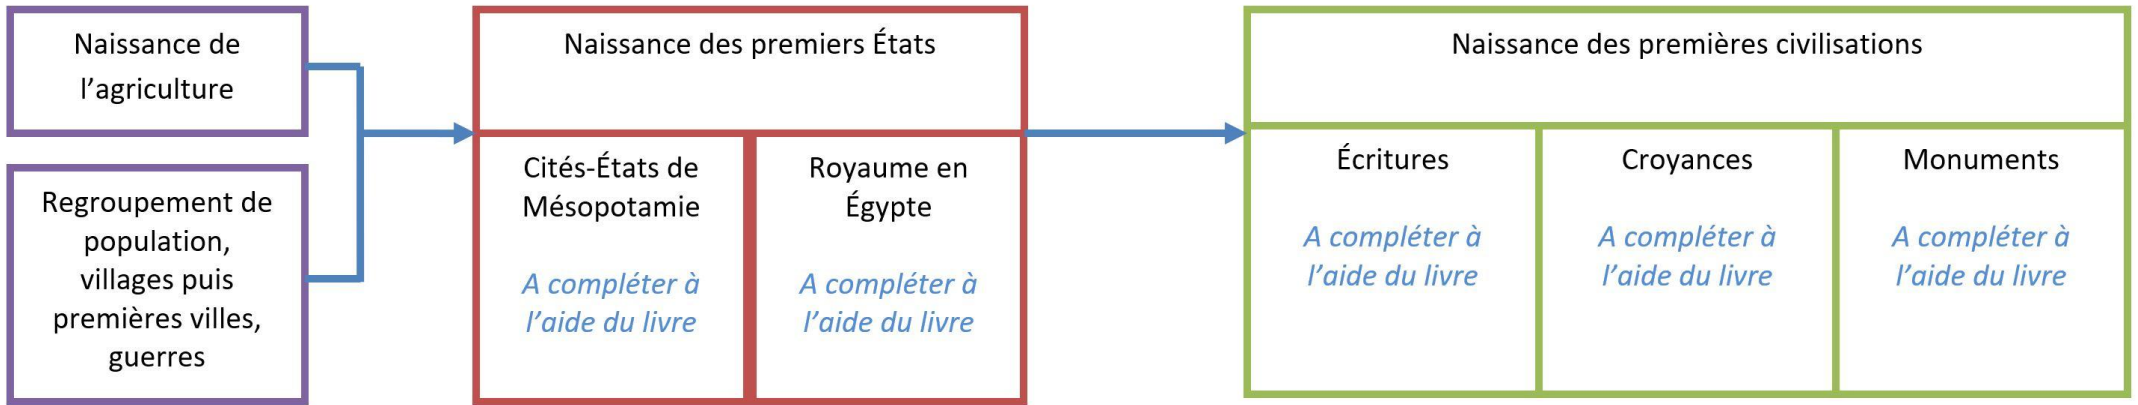 Naissance de
l’agriculture
Regroupement de
population,
villages puis
premières villes,
guerres
Naissance des premiers États
Cités-États de
Mésopotamie
A compléter à
l’aide du livre
Royaume en
Égypte
A compléter à
l’aide du livre
Naissance des premières civilisations
Écritures
A compléter à
l’aide du livre
Croyances
A compléter à
l’aide du livre
Monuments
A compléter à
l’aide du livre